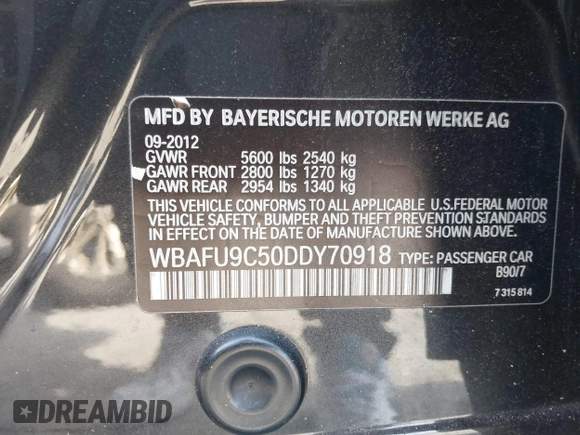 MFD BY BAYERISCHE MOTOREN WERKE AG
09-2012
GVWR 5600 lbs 2540 kg
GAWR FRONT 2800 lbs 1270 kg
GAWR REAR 2954 lbs 1340 kg
THIS VEHICLE CONFORMS TO ALL APPLICABLE U.S.FEDERAL MOTOR
VEHICLE SAFETY, BUMPER AND THEFT PREVENTION
STANDARDS IN EFFECT ON THE DATE OF MANUFACTURE SHOWN ABOVE.
WBAFU9C50DDY70918 TYPE: PASSENGER CAR
B90/7
7 315 814
DREAMBID